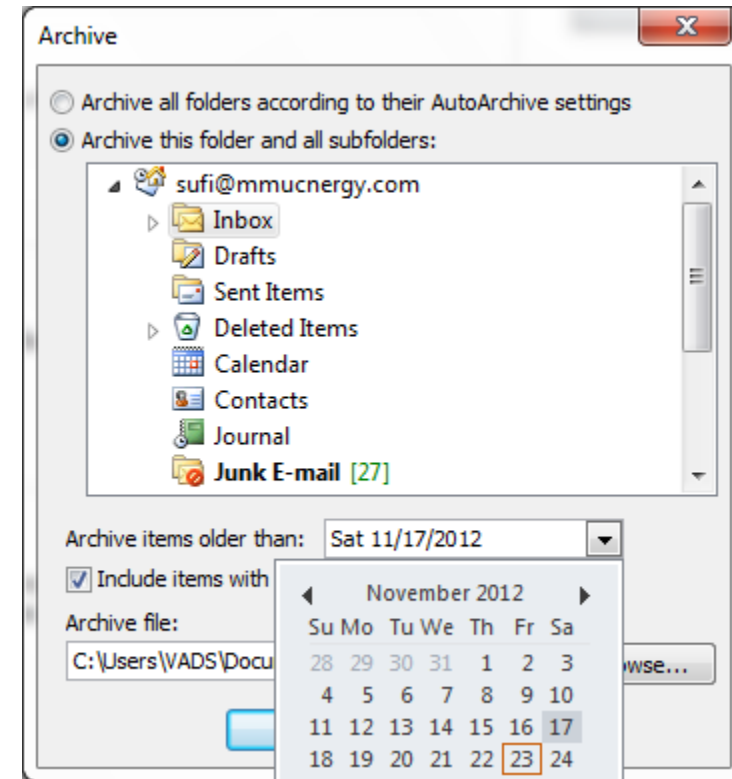 Archive
Archive all folders according to their AutoArchive settings
Archive this folder and all subfolders:
sufi@mmucnergy.com
Inbox
Drafts
Sent Items
Deleted Items
Calendar
Contacts
Journal
Junk E-mail [27]
Archive items older than: Sat 11/17/2012
Include items with
November 2012
Archive file:
Su Mo Tu We Th Fr Sa
C:\Users\VADS\Docu
wse...
28 29 30 31 1 2 3
4 5 6 7 8 9 10
11 12 13 14 15 16 17
18 19 20 21 22 23 24